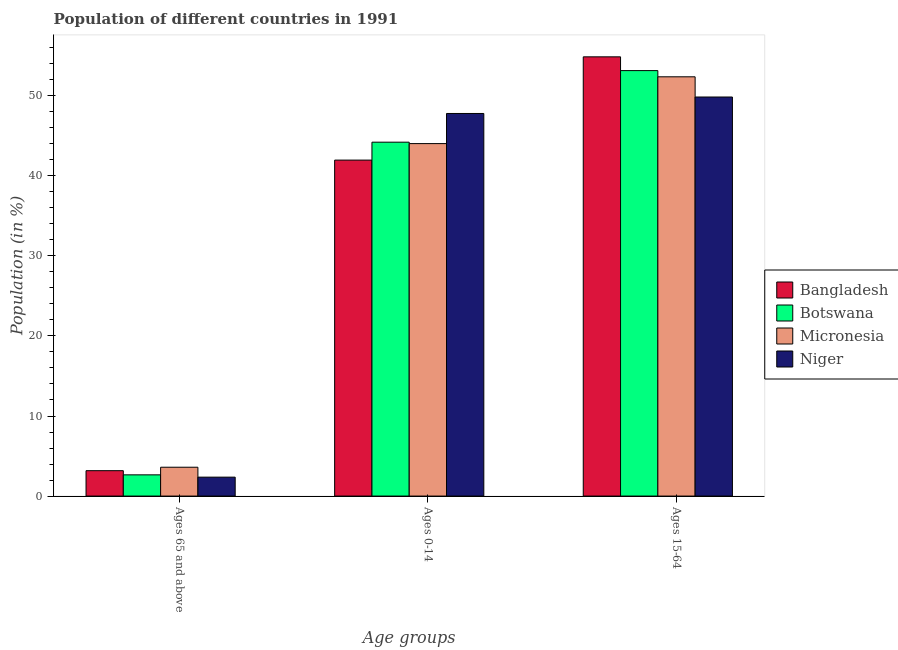 Population of different countries in 1991
Population (in %)
50
40
30
20
10
0
Ages 65 and above
Ages 0-14
Ages 15-64
Age groups
Bangladesh
Botswana
Micronesia
Niger